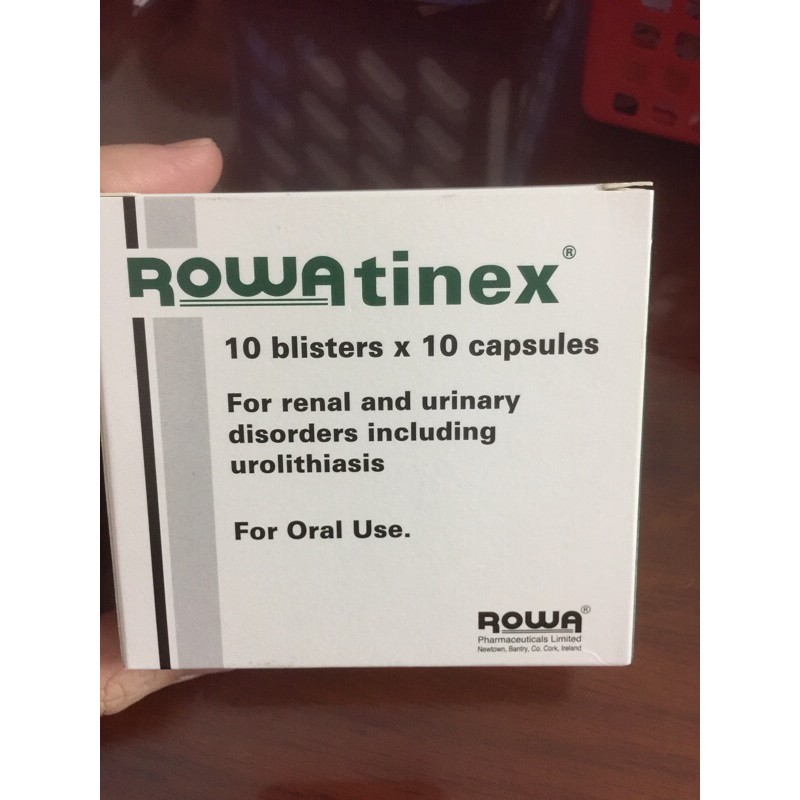 ROWAtinex®
10 blisters x 10 capsules
For renal and urinary
disorders including
urolithiasis
For Oral Use.
ROWA®
Pharmaceuticals Limited
Newtown, Bantry, Co. Cork, Ireland